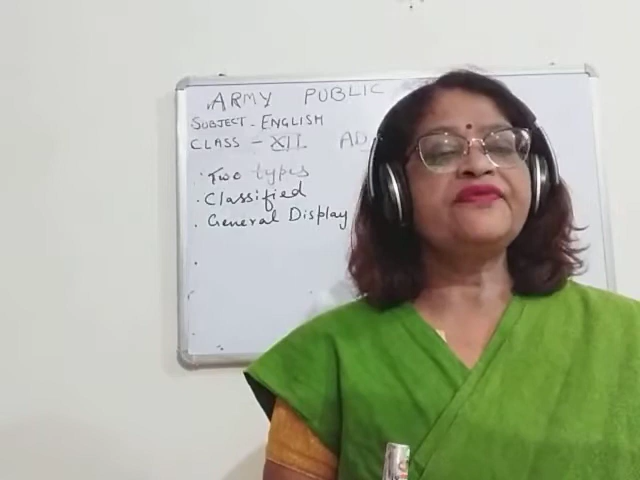 ARMY PUBLIC
SUBJECT - ENGLISH
CLASS - XII AD
· Two types
· Classified
· General Display